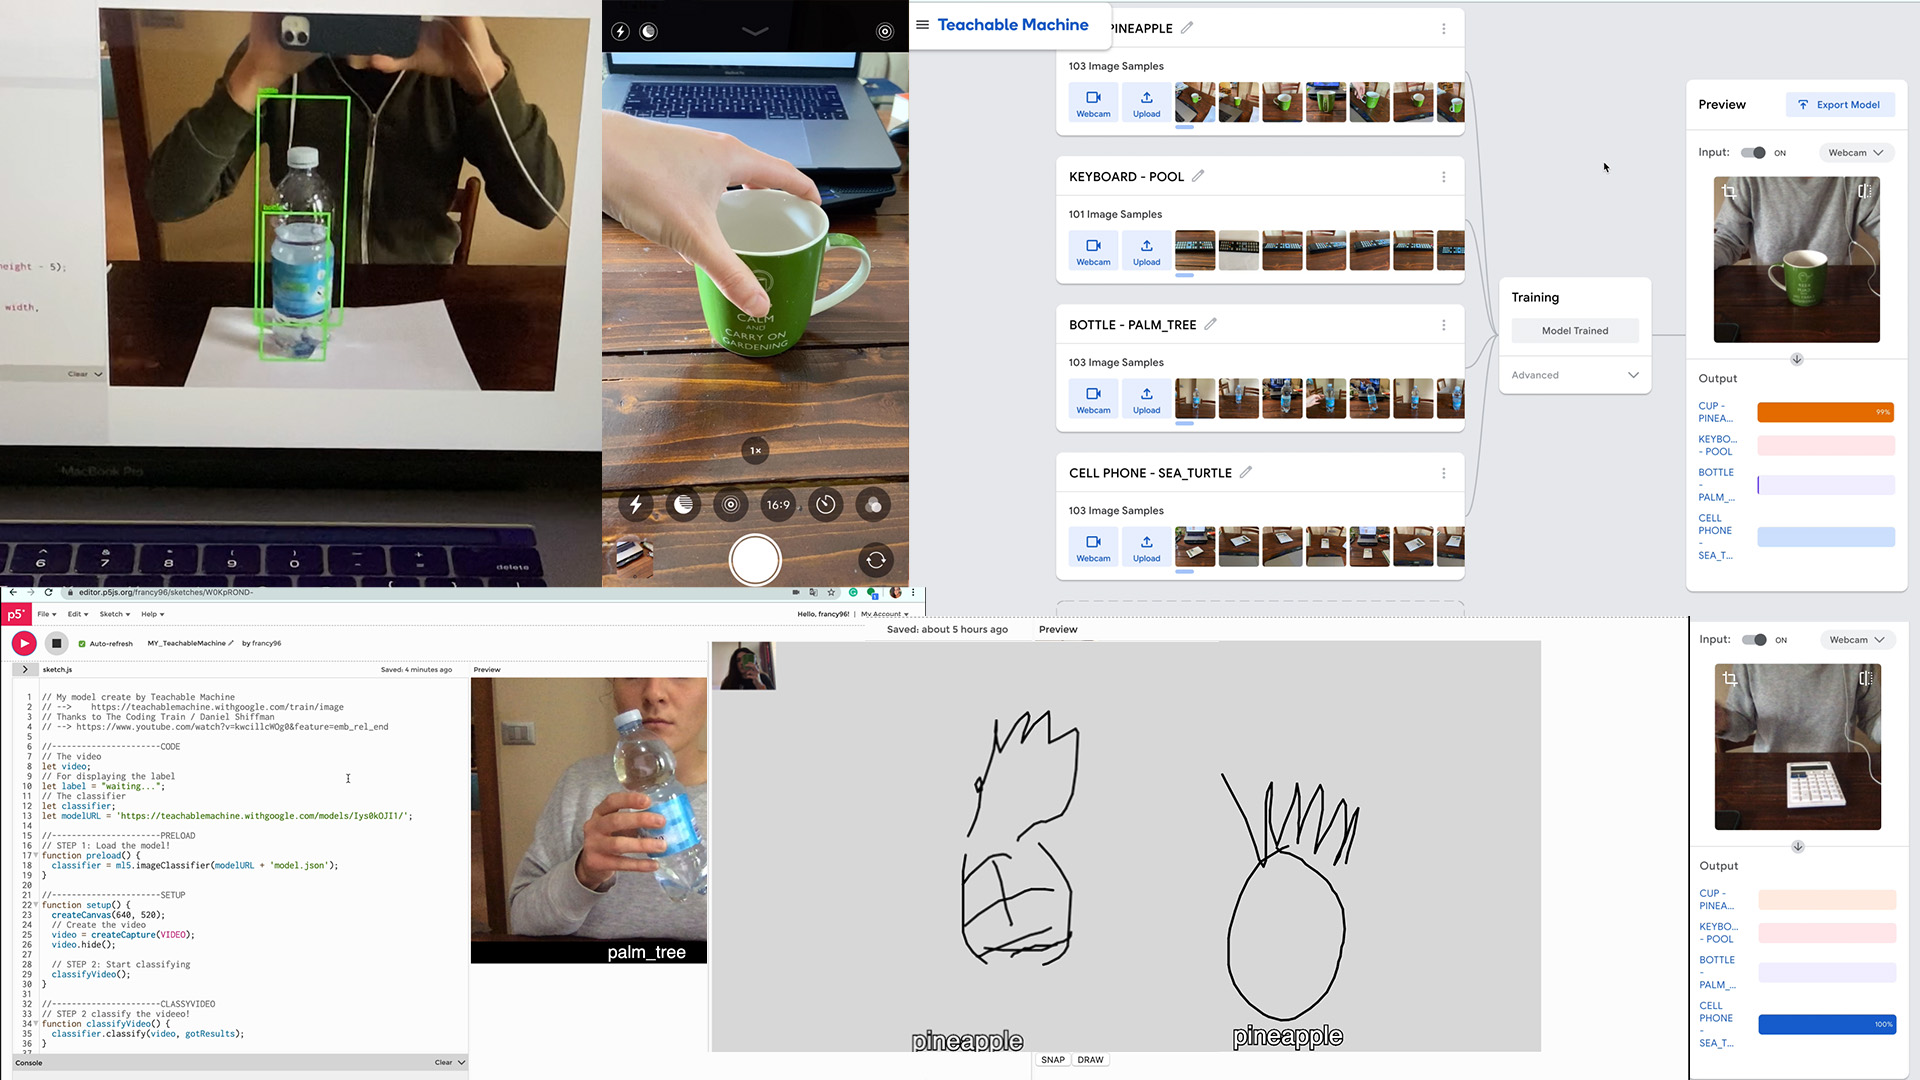 eight - 5);
width,
Clear
bottle
bottle
MacBook Pro
6
7
8
9
0
-
=
delete
CALM
AND
CARRY ON
GARDENING
1×
16:9
Teachable Machine
PINEAPPLE
103 Image Samples
Webcam
Upload
KEYBOARD - POOL
101 Image Samples
Webcam
Upload
BOTTLE - PALM_TREE
103 Image Samples
Webcam
Upload
CELL PHONE - SEA_TURTLE
103 Image Samples
Webcam
Upload
Training
Model Trained
Advanced
Preview
Export Model
Input:
ON
Webcam
Output
CUP -
PINEA...
99%
KEYBO...
- POOL
BOTTLE
-
PALM_...
CELL
PHONE
-
SEA_T...
editor.p5js.org/francy96/sketches/W0KpROND-
p5*
File
Edit
Sketch
Help
Hello, francy96!
My Account
Auto-refresh
MY_TeachableMachine
by francy96
sketch.js
Saved: 4 minutes ago
Preview
1 // My model create by Teachable Machine
2 // --> https://teachablemachine.withgoogle.com/train/image
3 // Thanks to The Coding Train / Daniel Shiffman
4 // --> https://www.youtube.com/watch?v=kwcillcWOg0&feature=emb_rel_end
5
6 //----------------------CODE
7 // The video
8 let video;
9 // For displaying the label
10 let label = "waiting...";
11 // The classifier
12 let classifier;
13 let modelURL = 'https://teachablemachine.withgoogle.com/models/Iys0kOJI1/';
14
15 //----------------------PRELOAD
16 // STEP 1: Load the model!
17 function preload() {
18 classifier = ml5.imageClassifier(modelURL + 'model.json');
19 }
20
21 //----------------------SETUP
22 function setup() {
23 createCanvas(640, 520);
24 // Create the video
25 video = createCapture(VIDEO);
26 video.hide();
27
28 // STEP 2: Start classifying
29 classifyVideo();
30 }
31
32 //----------------------CLASSYVIDEO
33 // STEP 2 classify the videeo!
34 function classifyVideo() {
35 classifier.classify(video, gotResults);
36 }
37
Console
Clear
palm_tree
Saved: about 5 hours ago
Preview
pineapple
pineapple
SNAP
DRAW
Input:
ON
Webcam
Output
CUP -
PINEA...
KEYBO...
- POOL
BOTTLE
-
PALM_...
CELL
PHONE
-
SEA_T...
100%